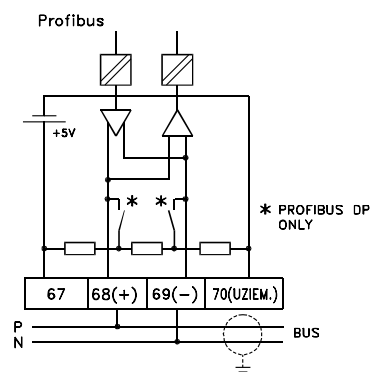 Profibus
+5V
* *
* PROFIBUS DP
ONLY
67 68(+) 69(-) 70(UZIEM.)
P
BUS
N